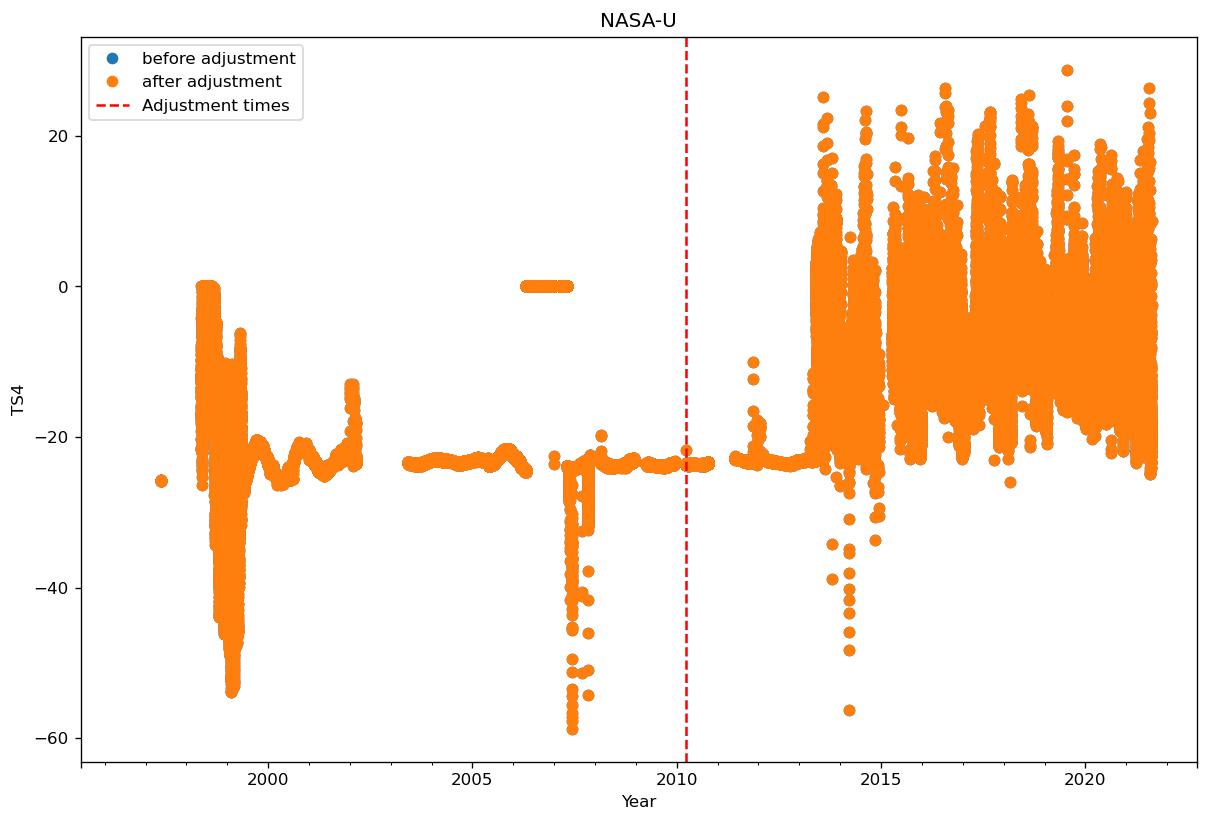 NASA-U
before adjustment
after adjustment
Adjustment times
20
0
−20
−40
−60
TS4
2000 2005 2010 2015 2020
Year